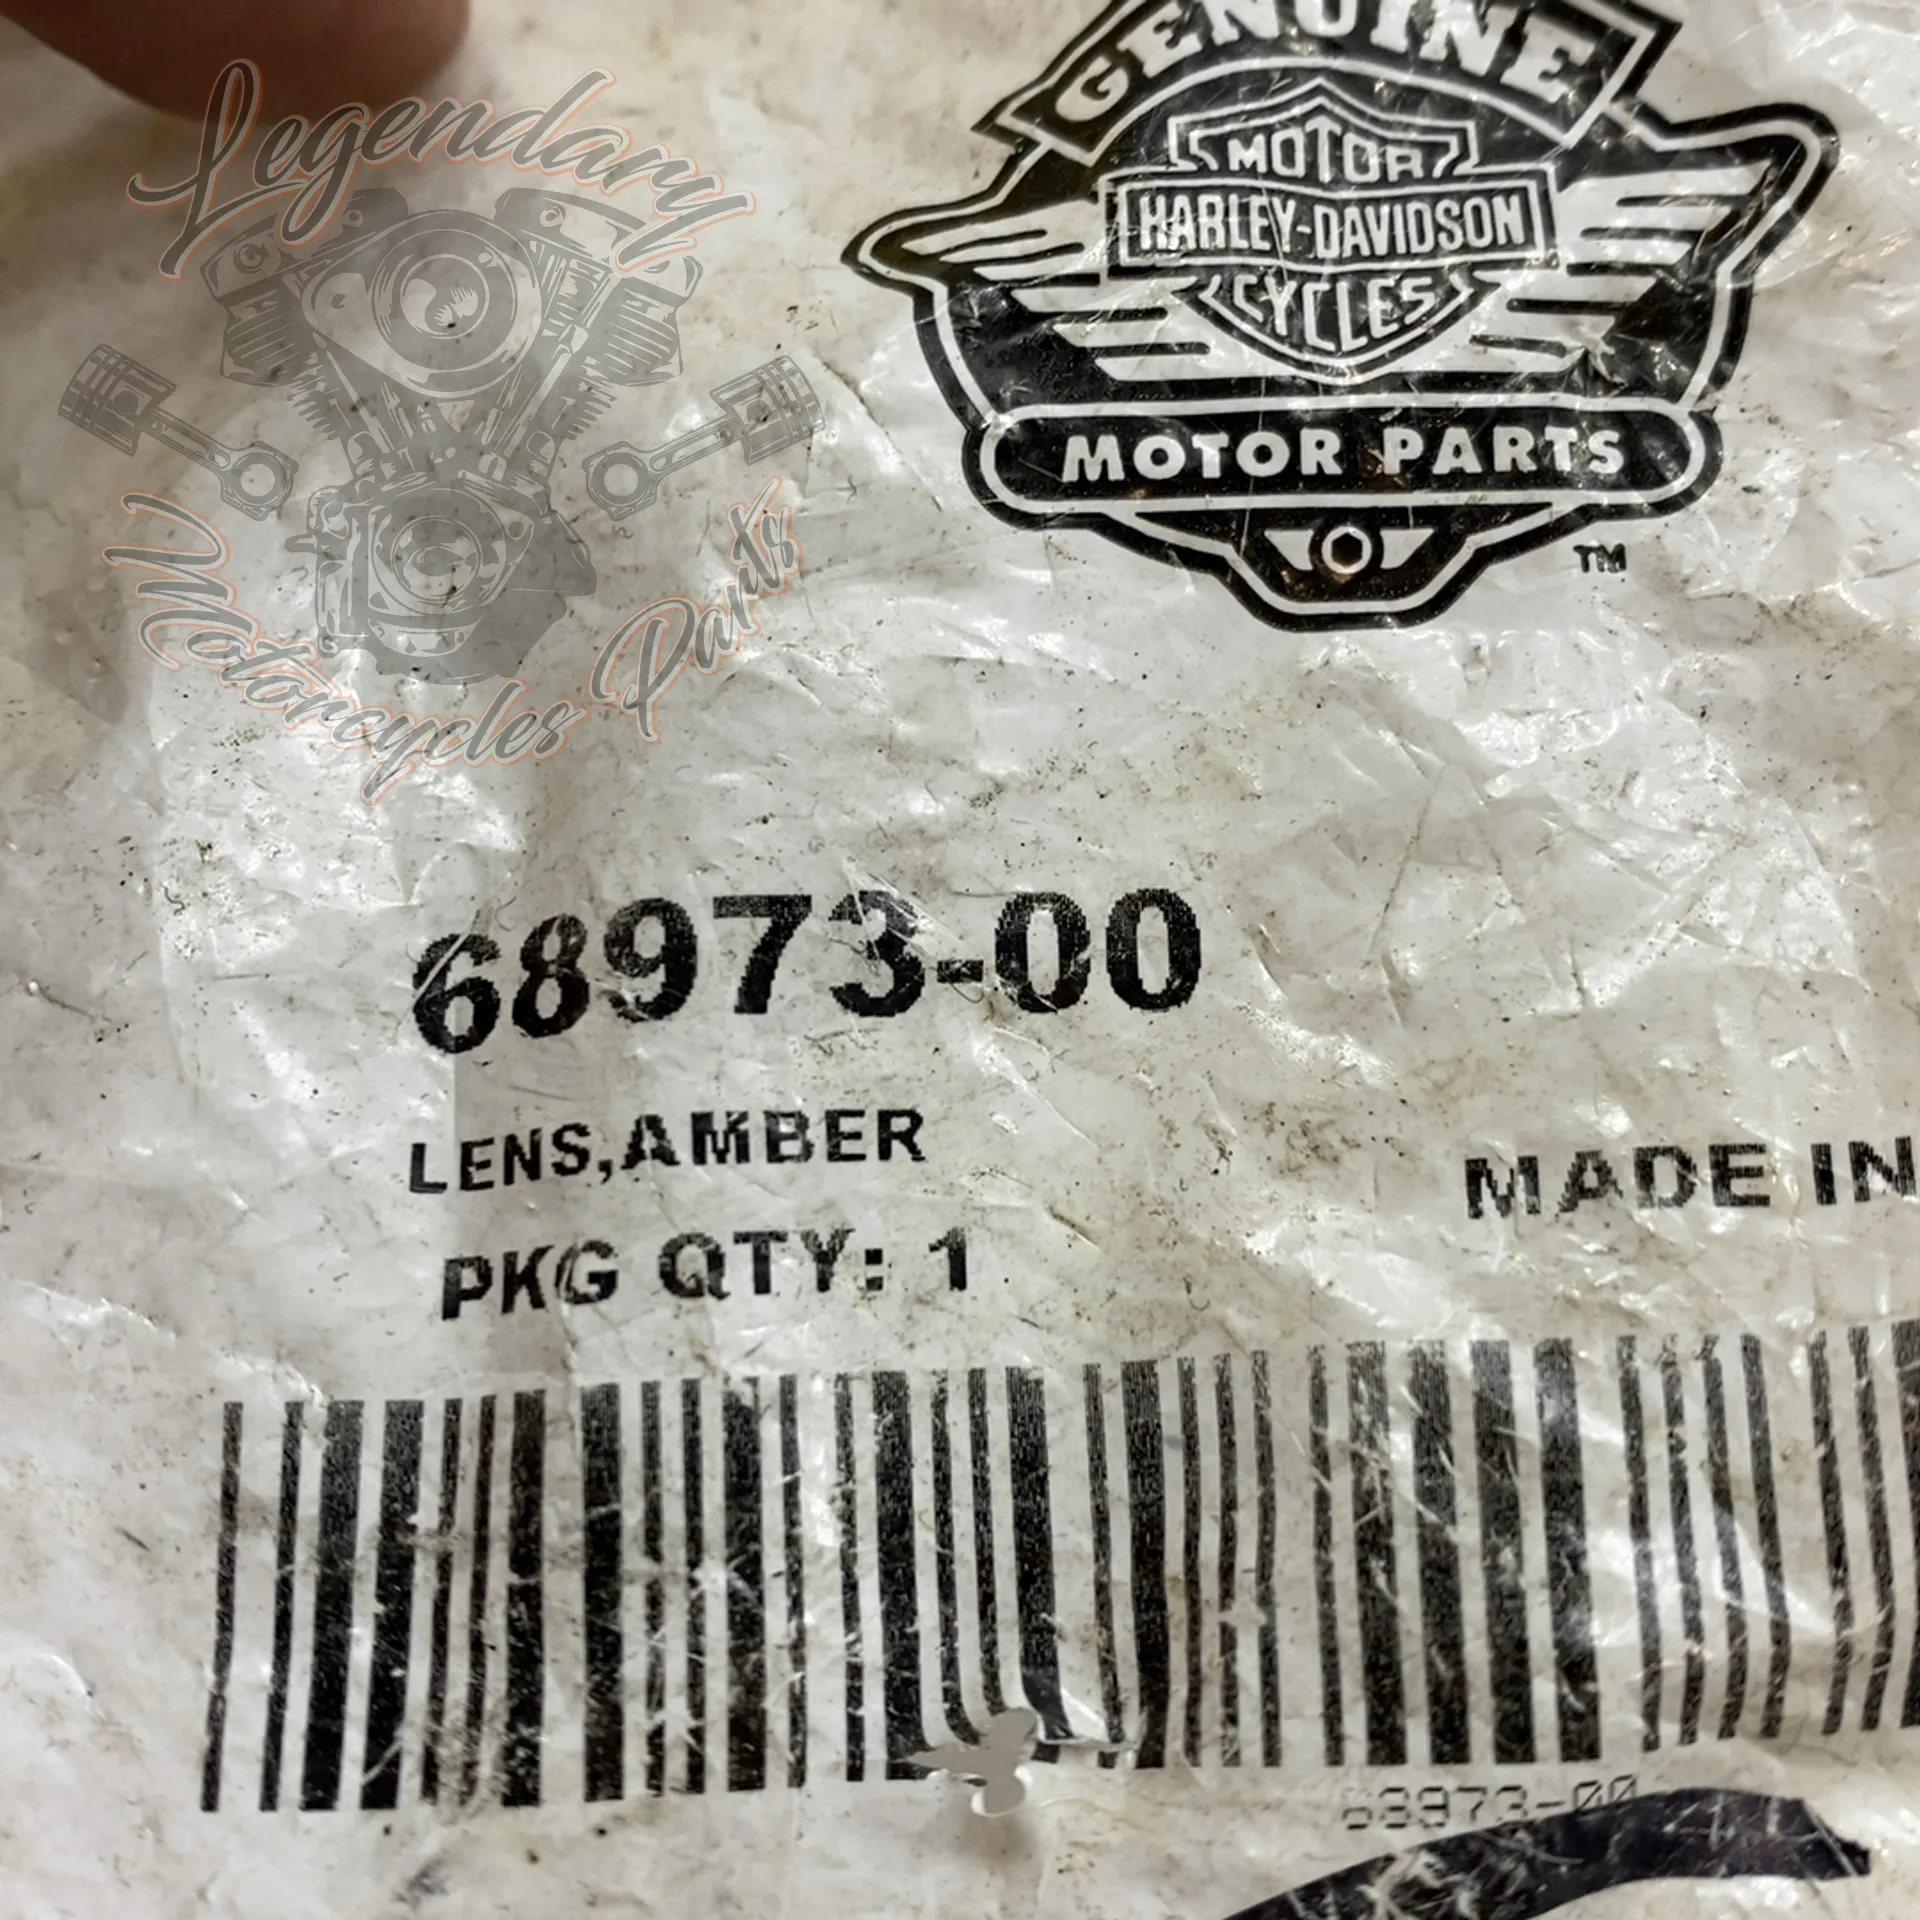 GENUINE
MOTOR
HARLEY-DAVIDSON
CYCLES
MOTOR PARTS
TM
Legendary
Motorcycles Parts
68973-00
LENS,AMBER
MADE IN
PKG QTY: 1
68973-00